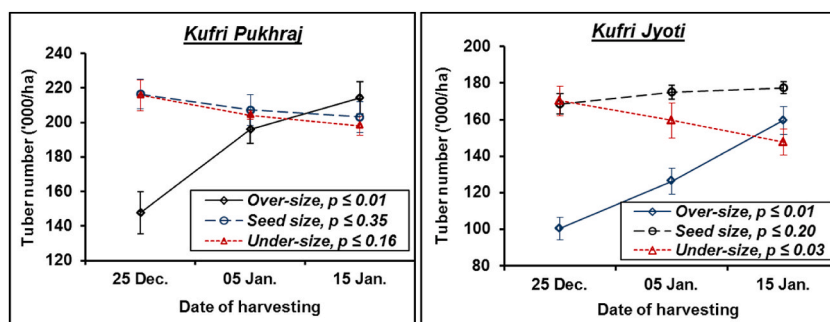 Kufri Pukhraj
Tuber number ('000/ha)
240
220
200
180
160
140
120
Over-size, p ≤ 0.01
Seed size, p ≤ 0.35
Under-size, p ≤ 0.16
25 Dec.
05 Jan.
15 Jan.
Date of harvesting
Kufri Jyoti
Tuber number ('000/ha)
200
180
160
140
120
100
80
Over-size, p ≤ 0.01
Seed size, p ≤ 0.20
Under-size, p ≤ 0.03
25 Dec.
05 Jan.
15 Jan.
Date of harvesting